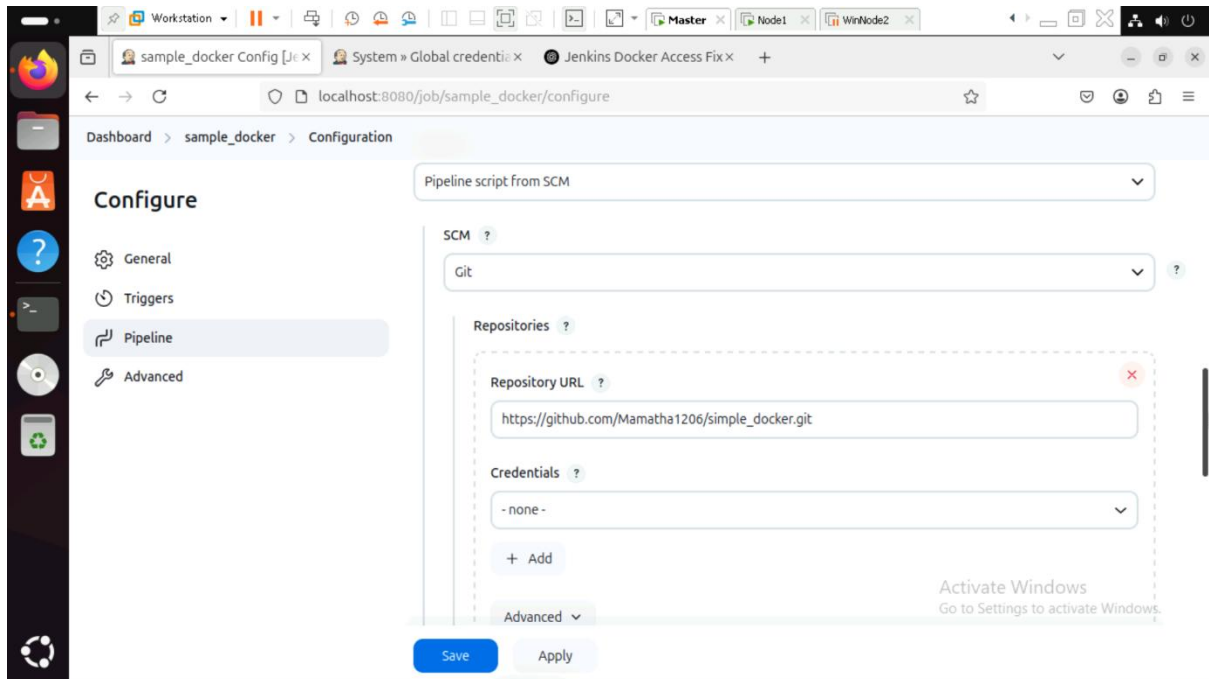 Workstation
Master
Node1
WinNode2
sample_docker Config [Je
System » Global credentia
Jenkins Docker Access Fix
localhost:8080/job/sample_docker/configure
Dashboard > sample_docker > Configuration
Configure
General
Triggers
Pipeline
Advanced
Pipeline script from SCM
SCM ?
Git
?
Repositories ?
Repository URL ?
https://github.com/Mamatha1206/simple_docker.git
Credentials ?
- none -
+ Add
Advanced
Activate Windows
Go to Settings to activate Windows.
Save
Apply